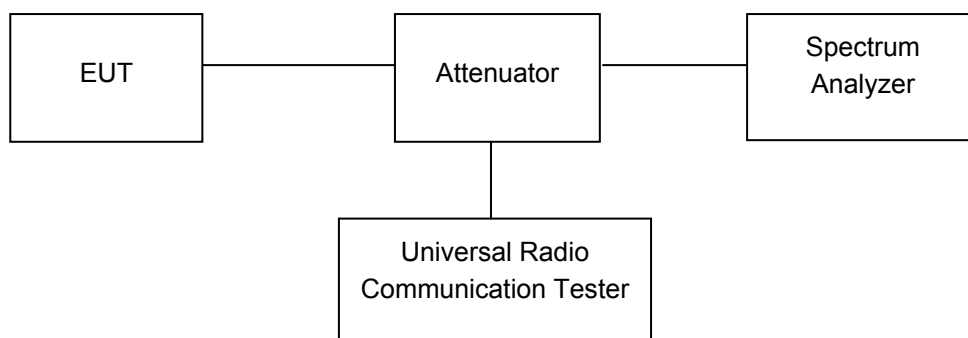 EUT
Attenuator
Spectrum
Analyzer
Universal Radio
Communication Tester